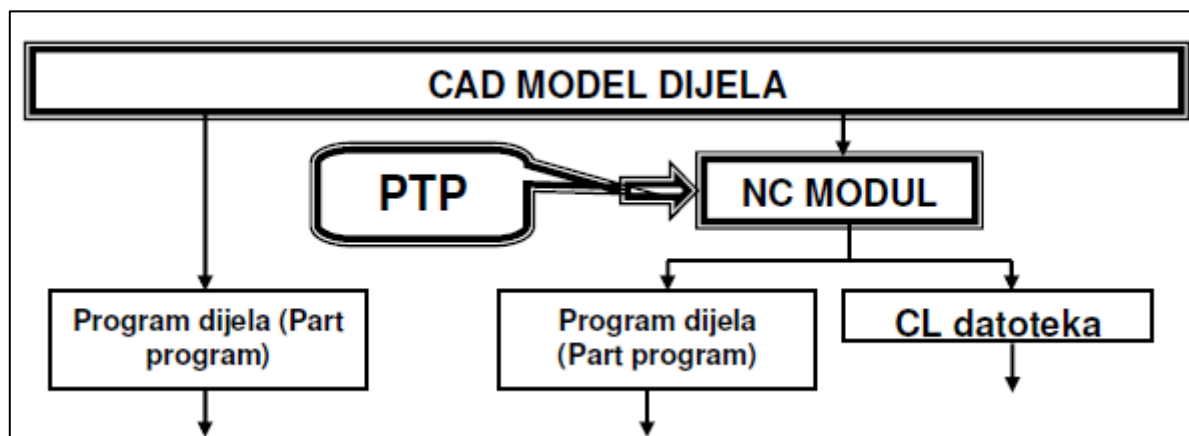 CAD MODEL DIJELA
PTP
NC MODUL
Program dijela (Part
program)
Program dijela
(Part program)
CL datoteka